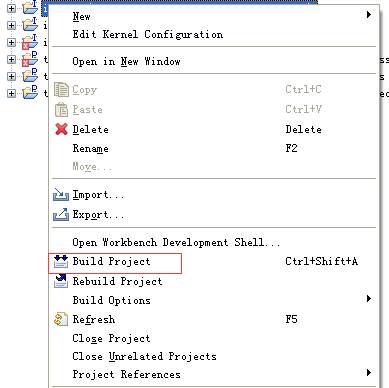 New
Edit Kernel Configuration
Open in New Window
Copy Ctrl+C
Paste Ctrl+V
Delete Delete
Rename F2
Move...
Import...
Export...
Open Workbench Development Shell...
Build Project Ctrl+Shift+A
Rebuild Project
Build Options
Refresh F5
Close Project
Close Unrelated Projects
Project References